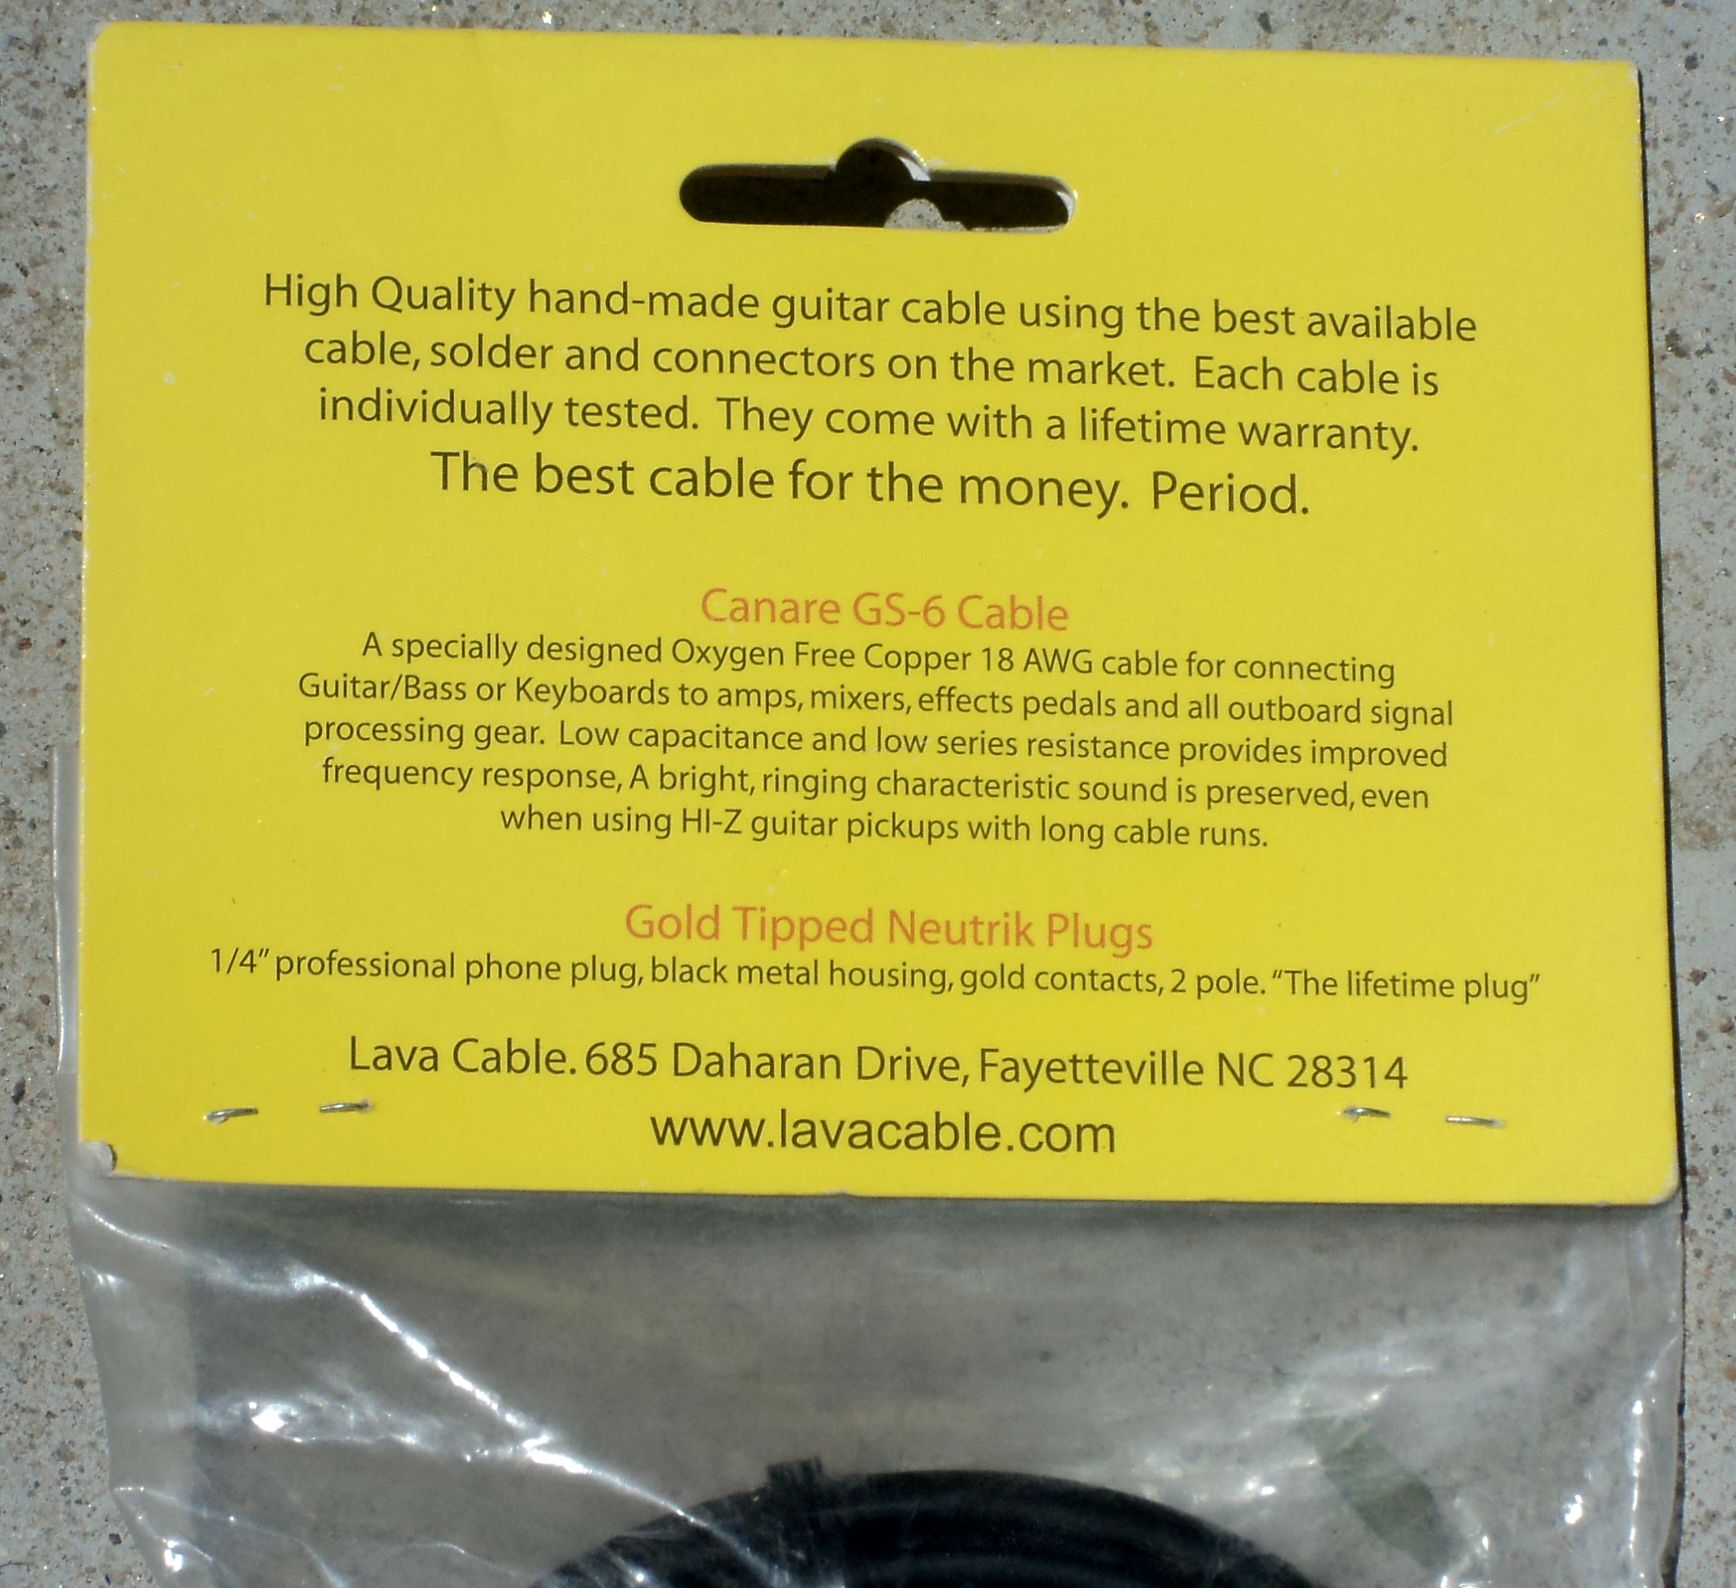 High Quality hand-made guitar cable using the best available
cable, solder and connectors on the market. Each cable is
individually tested. They come with a lifetime warranty.
The best cable for the money. Period.
Canare GS-6 Cable
A specially designed Oxygen Free Copper 18 AWG cable for connecting
Guitar/Bass or Keyboards to amps, mixers, effects pedals and all outboard signal
processing gear. Low capacitance and low series resistance provides improved
frequency response, A bright, ringing characteristic sound is preserved, even
when using HI-Z guitar pickups with long cable runs.
Gold Tipped Neutrik Plugs
1/4" professional phone plug, black metal housing, gold contacts, 2 pole. "The lifetime plug"
Lava Cable. 685 Daharan Drive, Fayetteville NC 28314
www.lavacable.com